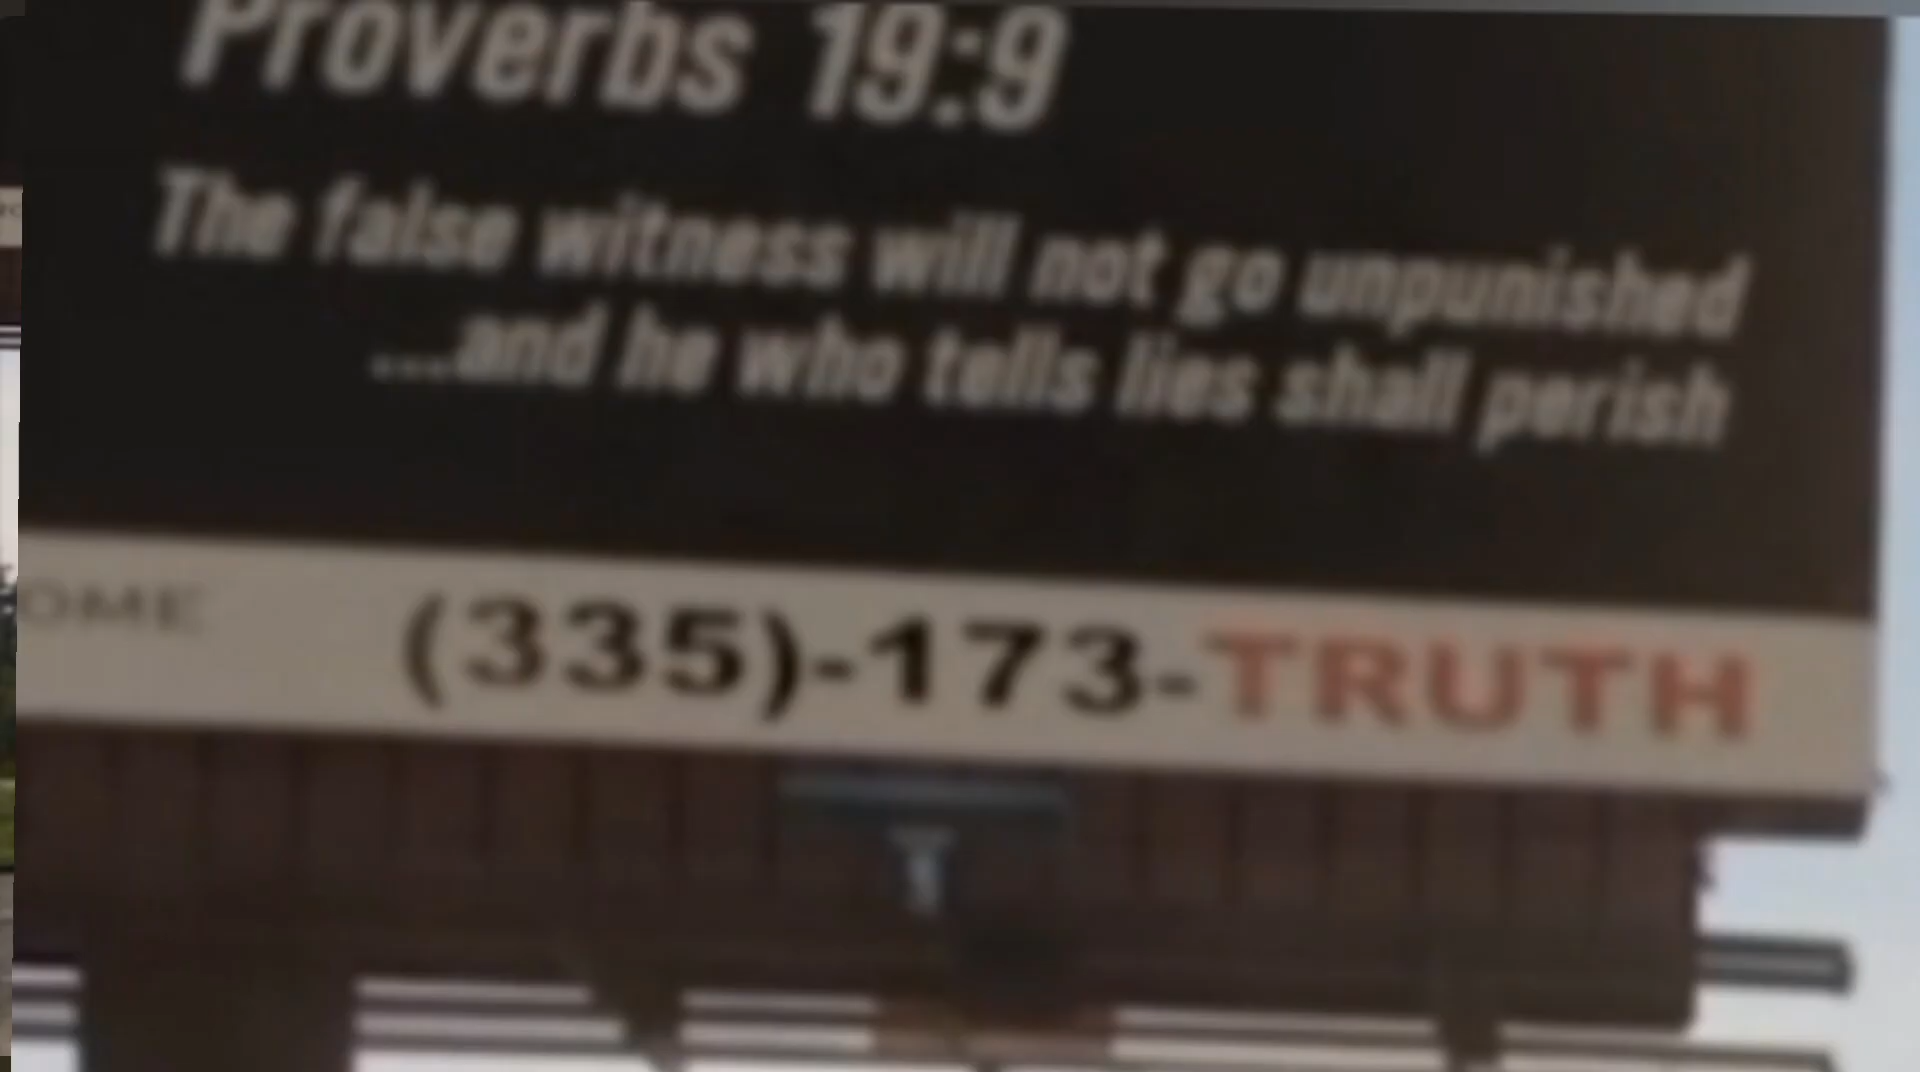 Proverbs 19:9
The false witness will not go unpunished
...and he who tells lies shall perish
OME (335)-173-TRUTH